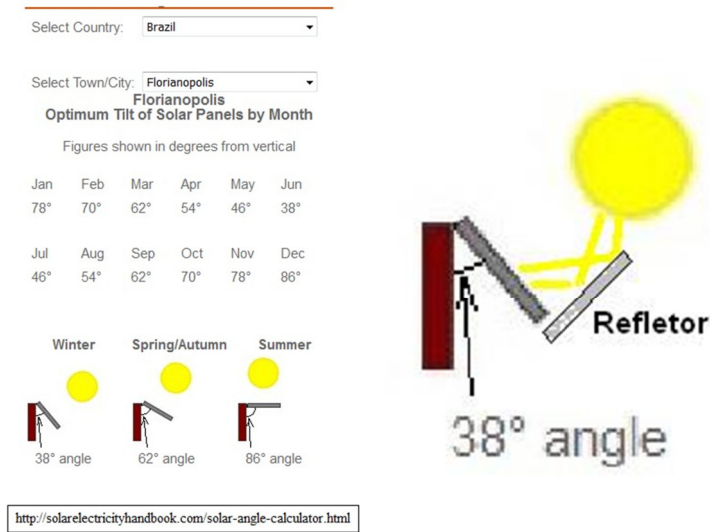 Select Country: Brazil
Select Town/City: Florianopolis
Florianopolis
Optimum Tilt of Solar Panels by Month
Figures shown in degrees from vertical
Jan Feb Mar Apr May Jun
78° 70° 62° 54° 46° 38°
Jul Aug Sep Oct Nov Dec
46° 54° 62° 70° 78° 86°
Winter Spring/Autumn Summer
38° angle 62° angle 86° angle
Refletor
38° angle
http://solarelectricityhandbook.com/solar-angle-calculator.html